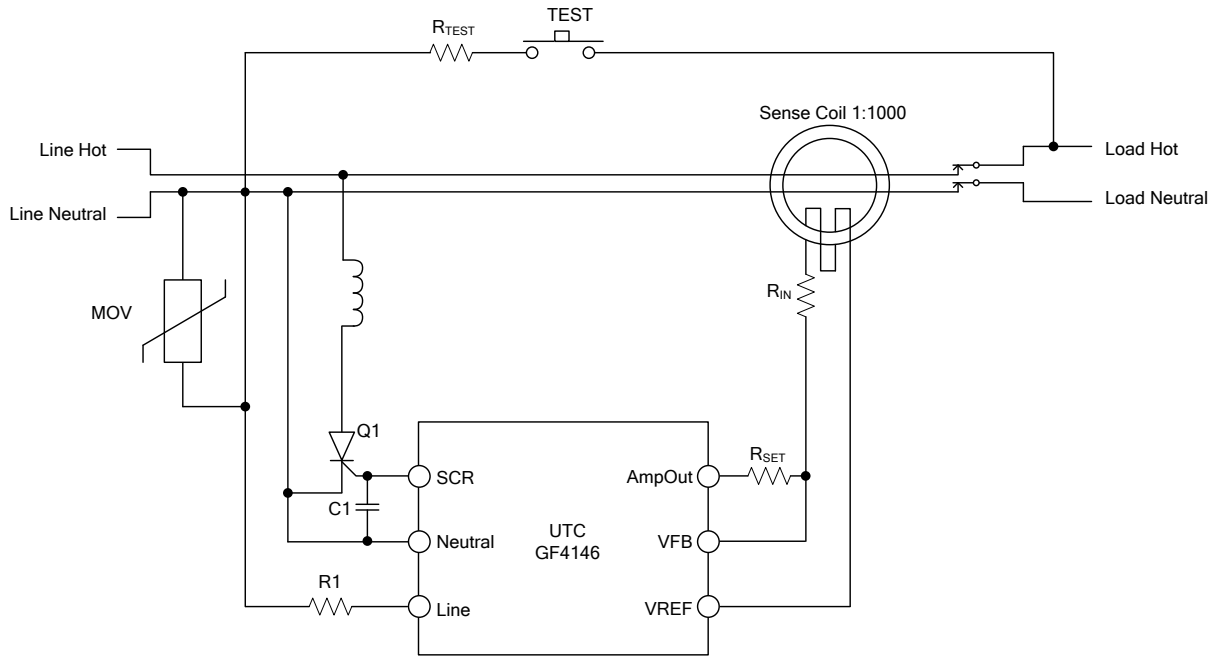 TEST
RTEST
Sense Coil 1:1000
Line Hot
Load Hot
Load Neutral
Line Neutral
RIN
MOV
Q1
RSET
SCR
AmpOut
C1
UTC
GF4146
Neutral
VFB
R1
Line
VREF